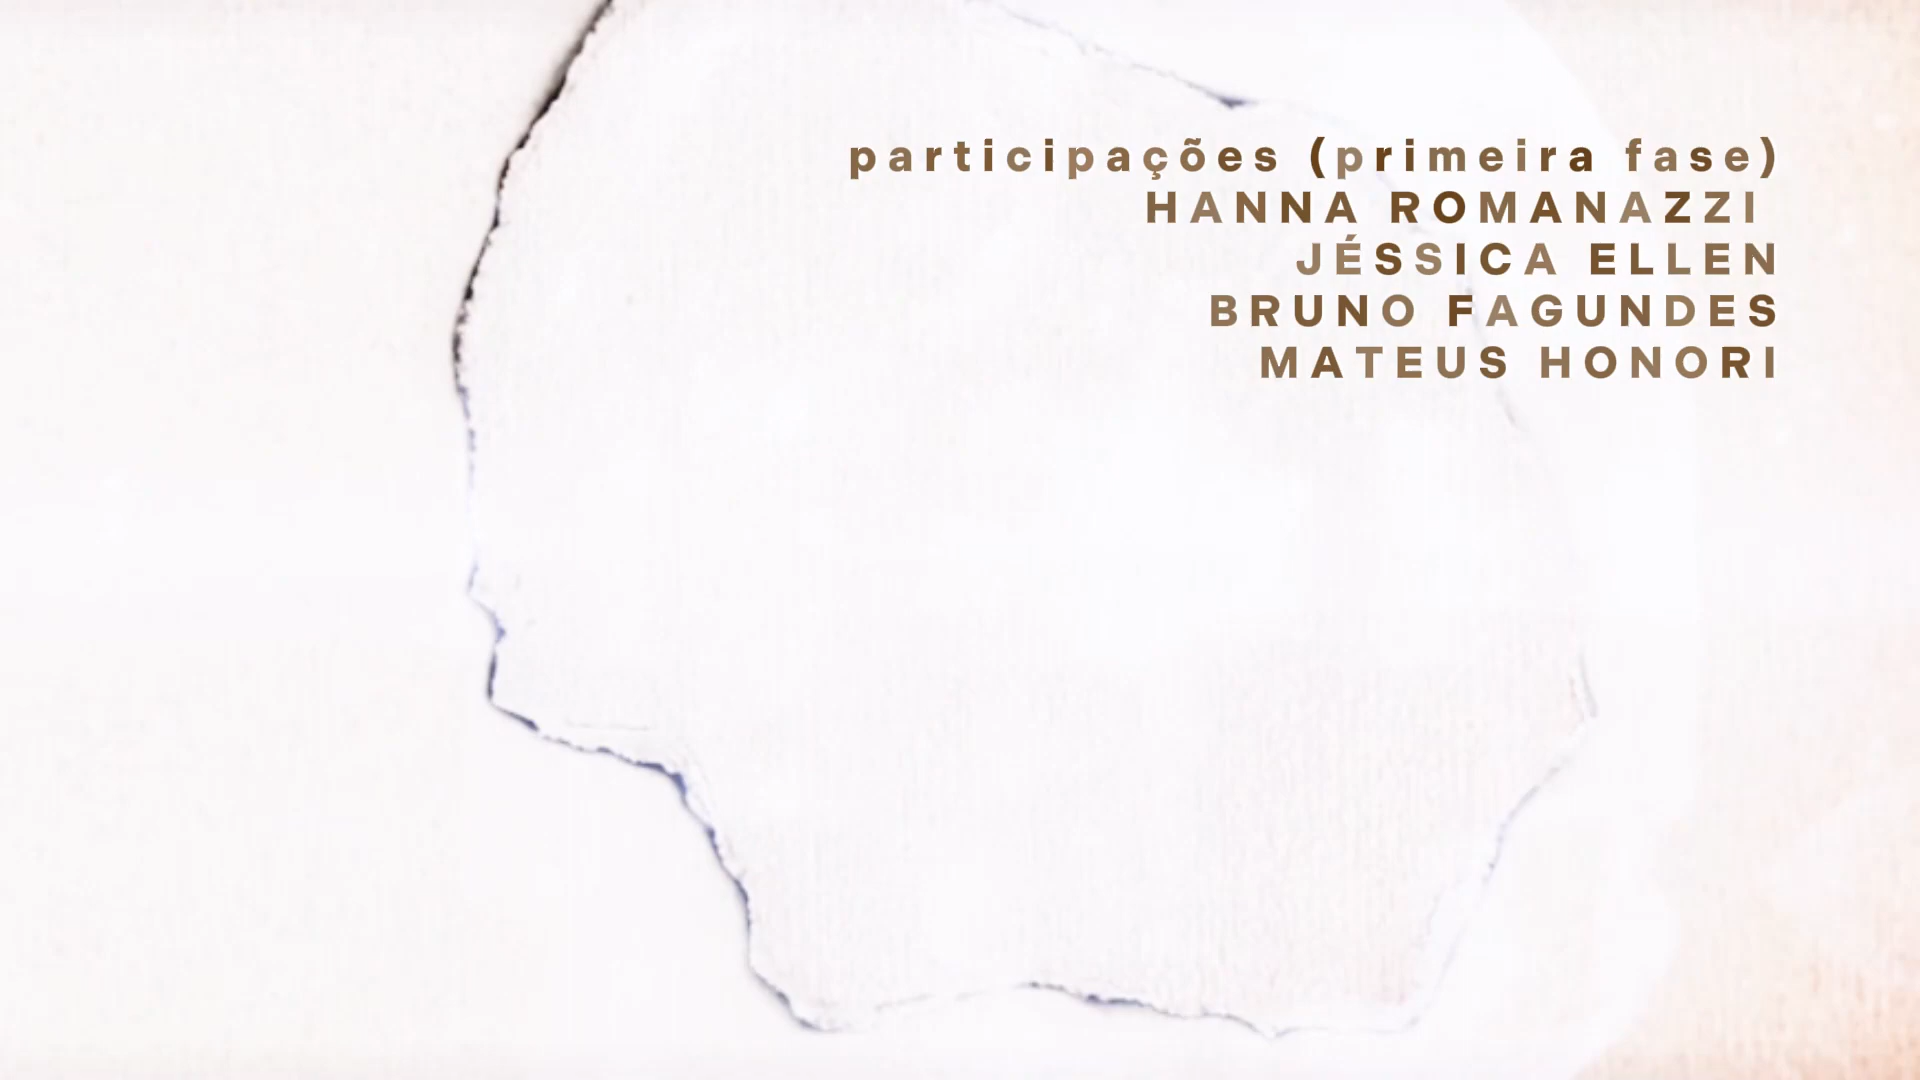 participações (primeira fase)
HANNA ROMANAZZI
JÉSSICA ELLEN
BRUNO FAGUNDES
MATEUS HONORI